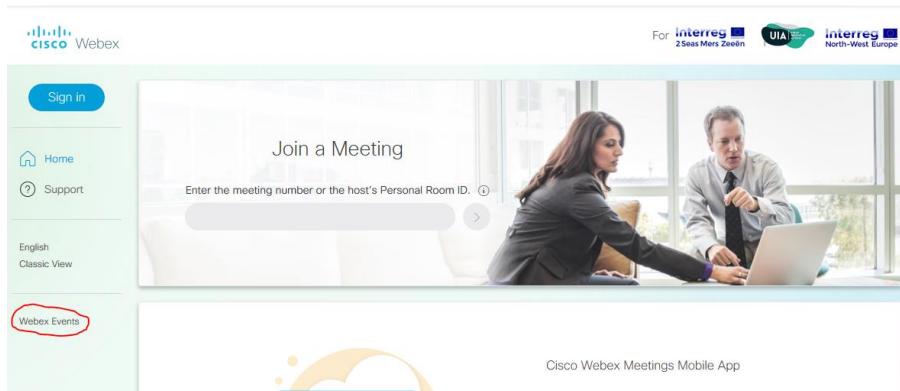 CISCO Webex
For Interreg
2 Seas Mers Zeeën
UIA
Interreg
North-West Europe
Sign in
Home
Support
English
Classic View
Webex Events
Join a Meeting
Enter the meeting number or the host's Personal Room ID.
Cisco Webex Meetings Mobile App